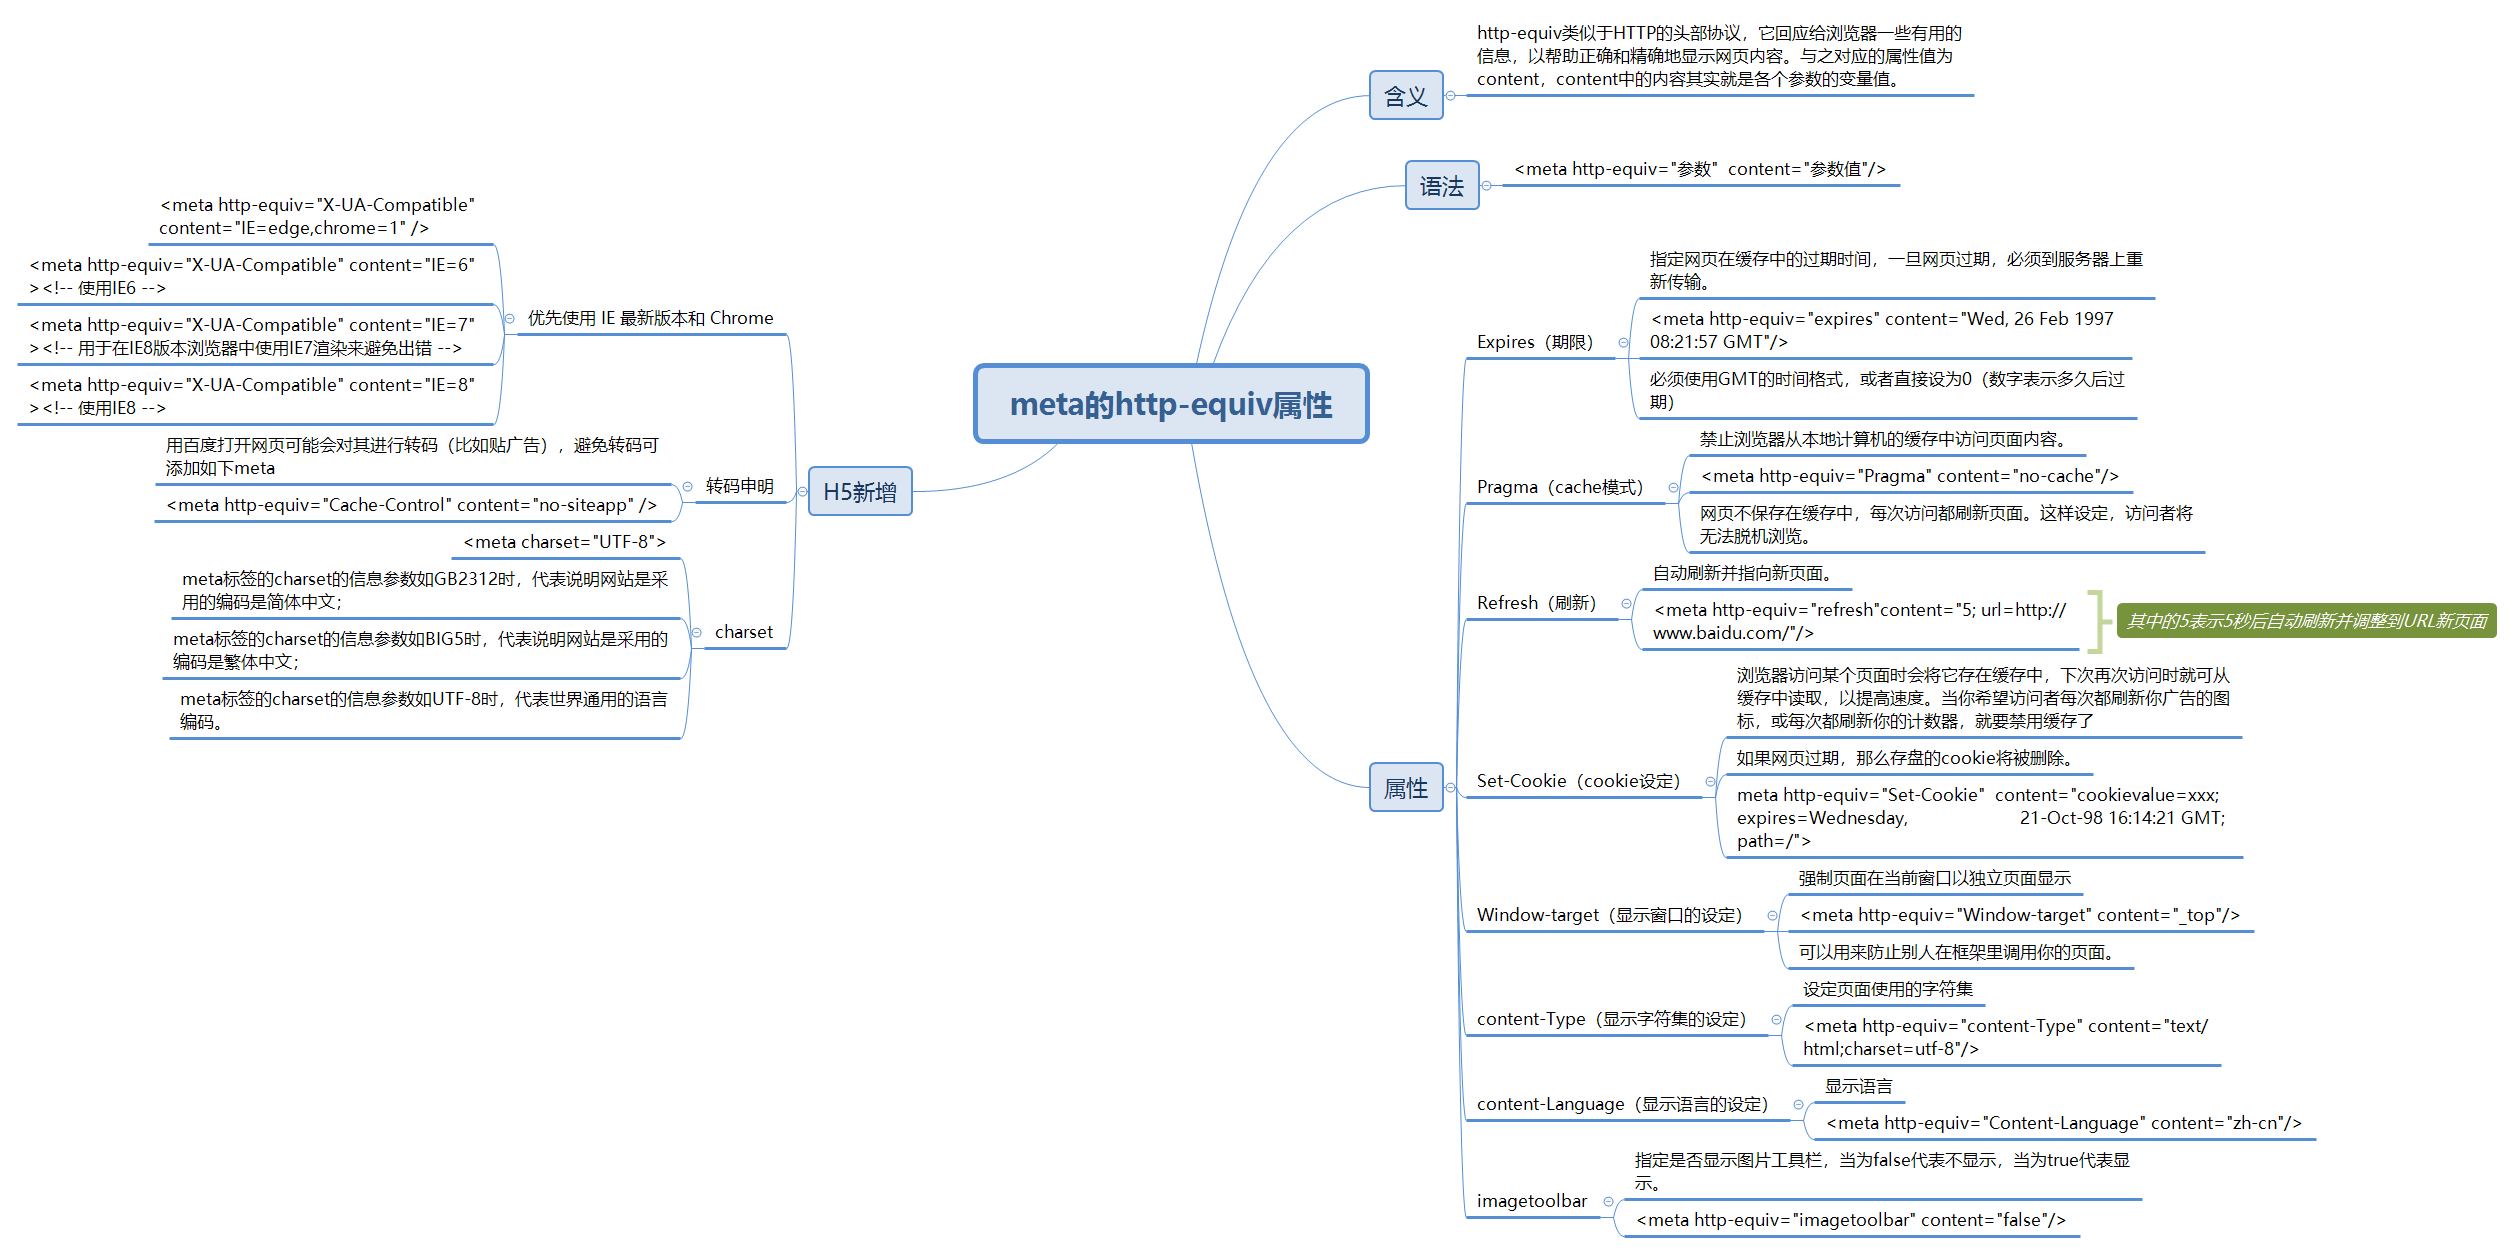 meta的http-equiv属性
含义
http-equiv类似于HTTP的头部协议，它回应给浏览器一些有用的
信息，以帮助正确和精确地显示网页内容。与之对应的属性值为
content，content中的内容其实就是各个参数的变量值。
语法
<meta http-equiv="参数"  content="参数值"/>
属性
Expires（期限）
指定网页在缓存中的过期时间，一旦网页过期，必须到服务器上重
新传输。
<meta http-equiv="expires" content="Wed, 26 Feb 1997
08:21:57 GMT"/>
必须使用GMT的时间格式，或者直接设为0（数字表示多久后过
期）
Pragma（cache模式）
禁止浏览器从本地计算机的缓存中访问页面内容。
<meta http-equiv="Pragma" content="no-cache"/>
网页不保存在缓存中，每次访问都刷新页面。这样设定，访问者将
无法脱机浏览。
Refresh（刷新）
自动刷新并指向新页面。
<meta http-equiv="refresh"content="5; url=http://
www.baidu.com/"/>
其中的5表示5秒后自动刷新并调整到URL新页面
Set-Cookie（cookie设定）
浏览器访问某个页面时会将它存在缓存中，下次再次访问时就可从
缓存中读取，以提高速度。当你希望访问者每次都刷新你广告的图
标，或每次都刷新你的计数器，就要禁用缓存了
如果网页过期，那么存盘的cookie将被删除。
meta http-equiv="Set-Cookie"  content="cookievalue=xxx;
expires=Wednesday,                       21-Oct-98 16:14:21 GMT;
path=/">
Window-target（显示窗口的设定）
强制页面在当前窗口以独立页面显示
<meta http-equiv="Window-target" content="_top"/>
可以用来防止别人在框架里调用你的页面。
content-Type（显示字符集的设定）
设定页面使用的字符集
<meta http-equiv="content-Type" content="text/
html;charset=utf-8"/>
content-Language（显示语言的设定）
显示语言
<meta http-equiv="Content-Language" content="zh-cn"/>
imagetoolbar
指定是否显示图片工具栏，当为false代表不显示，当为true代表显
示。
<meta http-equiv="imagetoolbar" content="false"/>
H5新增
优先使用 IE 最新版本和 Chrome
<meta http-equiv="X-UA-Compatible"
content="IE=edge,chrome=1" />
<meta http-equiv="X-UA-Compatible" content="IE=6"
><!-- 使用IE6 -->
<meta http-equiv="X-UA-Compatible" content="IE=7"
><!-- 用于在IE8版本浏览器中使用IE7渲染来避免出错 -->
<meta http-equiv="X-UA-Compatible" content="IE=8"
><!-- 使用IE8 -->
转码申明
用百度打开网页可能会对其进行转码（比如贴广告），避免转码可
添加如下meta
<meta http-equiv="Cache-Control" content="no-siteapp" />
charset
<meta charset="UTF-8">
meta标签的charset的信息参数如GB2312时，代表说明网站是采
用的编码是简体中文；
meta标签的charset的信息参数如BIG5时，代表说明网站是采用的
编码是繁体中文；
meta标签的charset的信息参数如UTF-8时，代表世界通用的语言
编码。